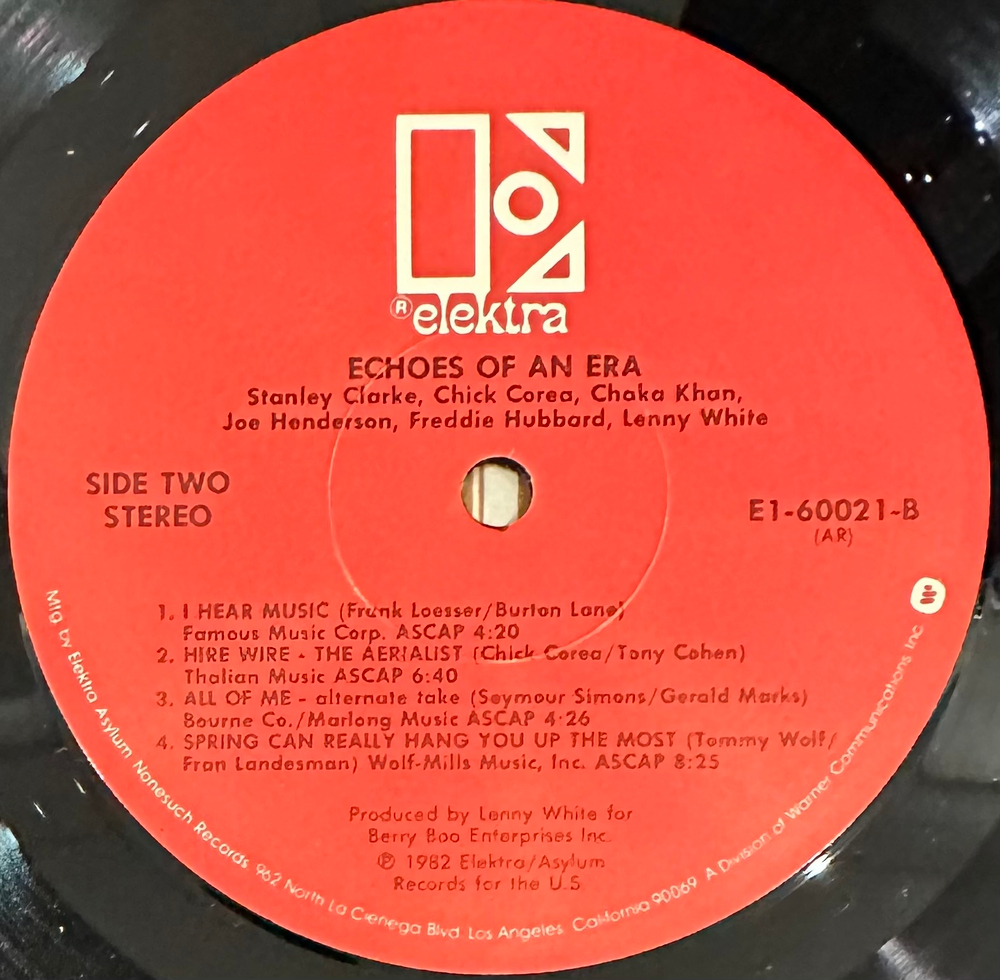 ® elektra
ECHOES OF AN ERA
Stanley Clarke, Chick Corea, Chaka Khan,
Joe Henderson, Freddie Hubbard, Lenny White
SIDE TWO
STEREO
E1-60021-B
(AR)
1. I HEAR MUSIC (Frank Loesser/Burton Lane)
Famous Music Corp. ASCAP 4:20
2. HIRE WIRE - THE AERIALIST (Chick Corea/Tony Cohen)
Thalian Music ASCAP 6:40
3. ALL OF ME - alternate take (Seymour Simons/Gerald Marks)
Bourne Co./Marlong Music ASCAP 4:26
4. SPRING CAN REALLY HANG YOU UP THE MOST (Tommy Wolf/
Fran Landesman) Wolf-Mills Music, Inc. ASCAP 8:25
Produced by Lenny White for
Berry Boo Enterprises Inc.
℗ 1982 Elektra/Asylum
Records for the U.S.
Mfg. by Elektra Asylum Nonesuch Records. 962 North La Cienega Blvd. Los Angeles. California 90069 A Division of Warner Communications Inc.